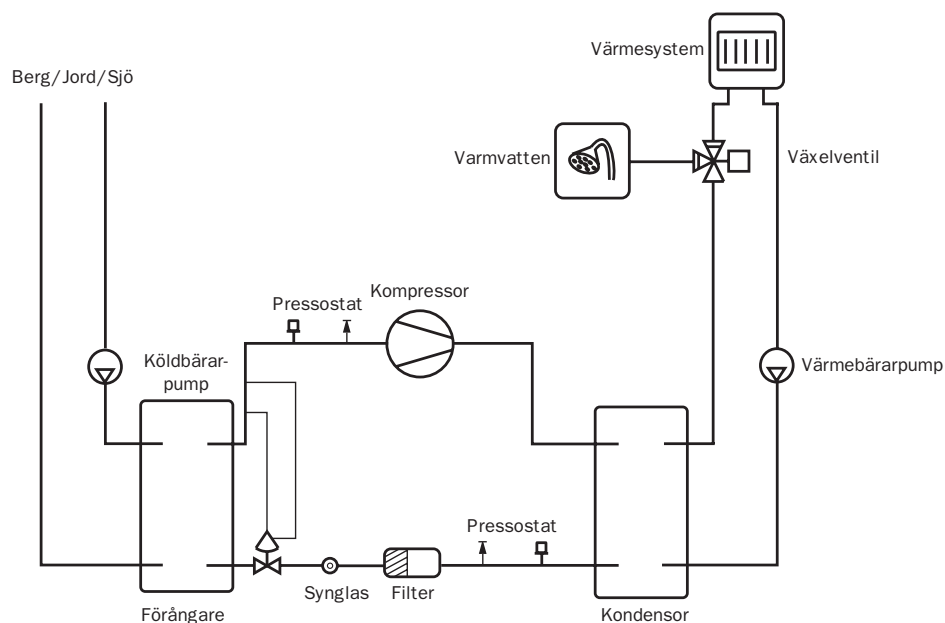 Värmesystem
Berg/Jord/Sjö
Varmvatten
Växelventil
Kompressor
Pressostat
Köldbärar-
pump
Värmebärarpump
Pressostat
Synglas
Filter
Förångare
Kondensor